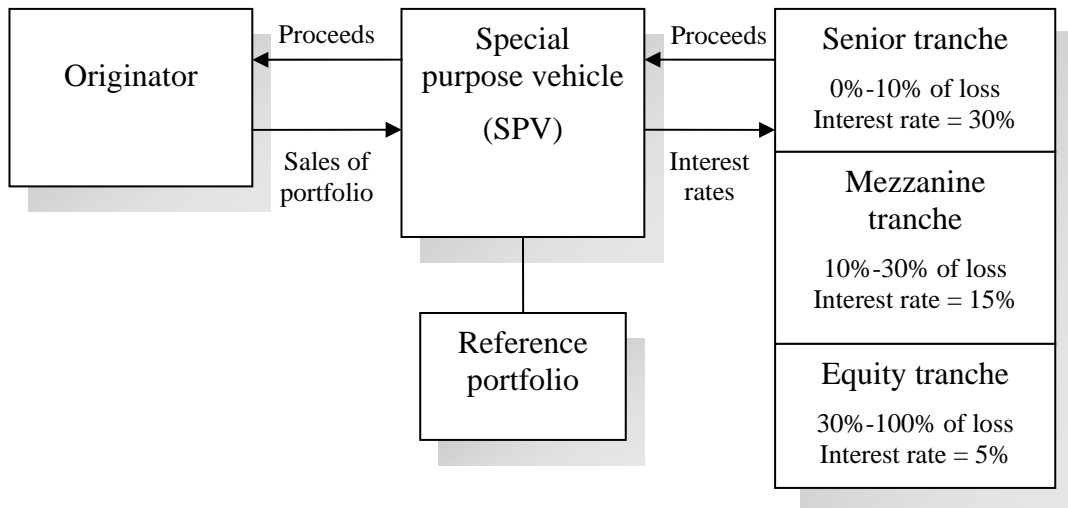 Originator
Proceeds
Sales of
portfolio
Special
purpose vehicle
(SPV)
Reference
portfolio
Proceeds
Interest
rates
Senior tranche
0%-10% of loss
Interest rate = 30%
Mezzanine
tranche
10%-30% of loss
Interest rate = 15%
Equity tranche
30%-100% of loss
Interest rate = 5%